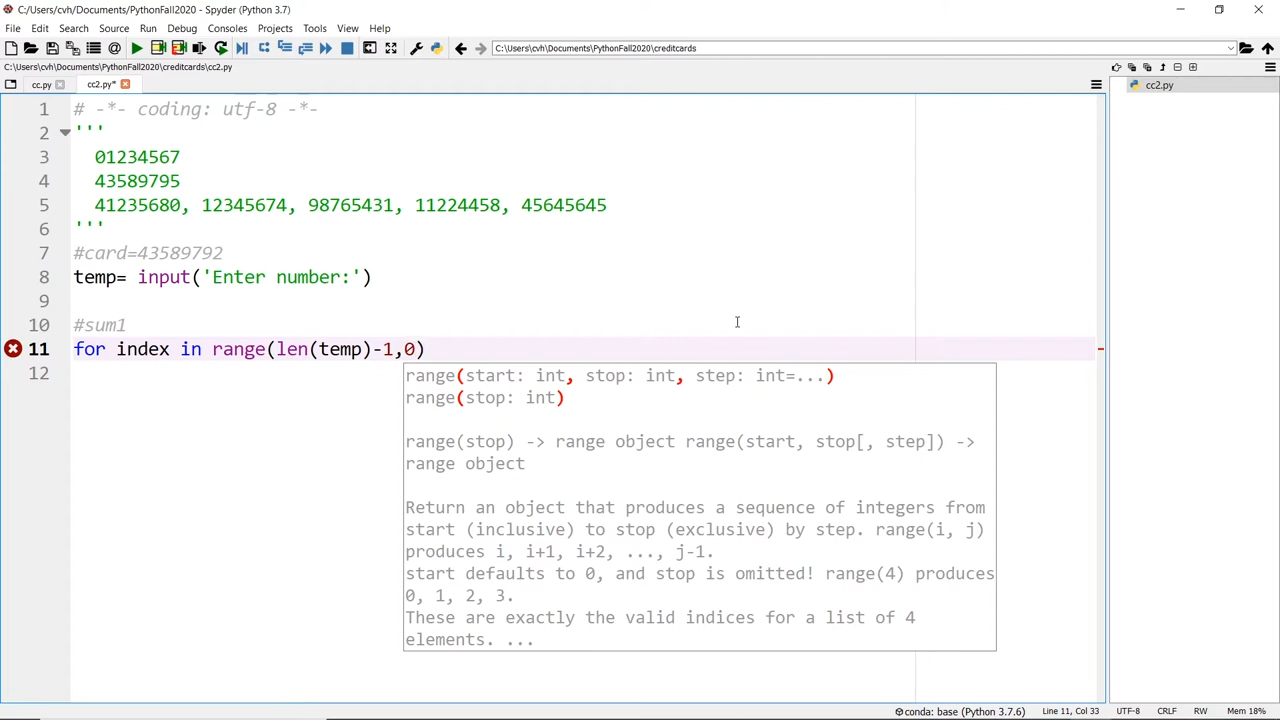 C:/Users/cvh/Documents/PythonFall2020 - Spyder (Python 3.7)
File Edit Search Source Run Debug Consoles Projects Tools View Help
C:\Users\cvh\Documents\PythonFall2020\creditcards
C:\Users\cvh\Documents\PythonFall2020\creditcards\cc2.py
cc.py cc2.py* cc2.py
1 # -*- coding: utf-8 -*-
2 '''
3 01234567
4 43589795
5 41235680, 12345674, 98765431, 11224458, 45645645
6 '''
7 #card=43589792
8 temp= input('Enter number:')
9
10 #sum1
11 for index in range(len(temp)-1,0)
12
range(start: int, stop: int, step: int=...)
range(stop: int)
range(stop) -> range object range(start, stop[, step]) ->
range object
Return an object that produces a sequence of integers from
start (inclusive) to stop (exclusive) by step. range(i, j)
produces i, i+1, i+2, ..., j-1.
start defaults to 0, and stop is omitted! range(4) produces
0, 1, 2, 3.
These are exactly the valid indices for a list of 4
elements. ...
conda: base (Python 3.7.6) Line 11, Col 33 UTF-8 CRLF RW Mem 18%